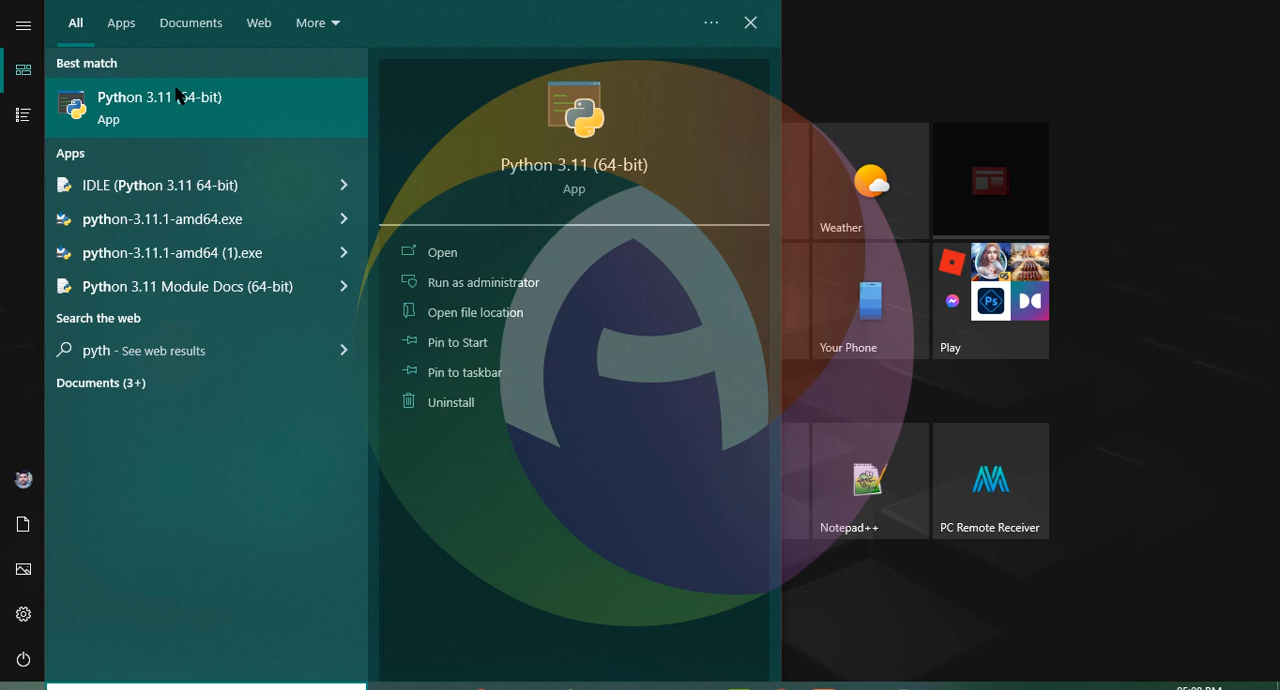 All Apps Documents Web More
Best match
Python 3.11 (64-bit)
App
Apps
IDLE (Python 3.11 64-bit)
python-3.11.1-amd64.exe
python-3.11.1-amd64 (1).exe
Python 3.11 Module Docs (64-bit)
Search the web
pyth - See web results
Documents (3+)
Python 3.11 (64-bit)
App
Open
Run as administrator
Open file location
Pin to Start
Pin to taskbar
Uninstall
Weather
Your Phone
Ps
Play
Notepad++
PC Remote Receiver